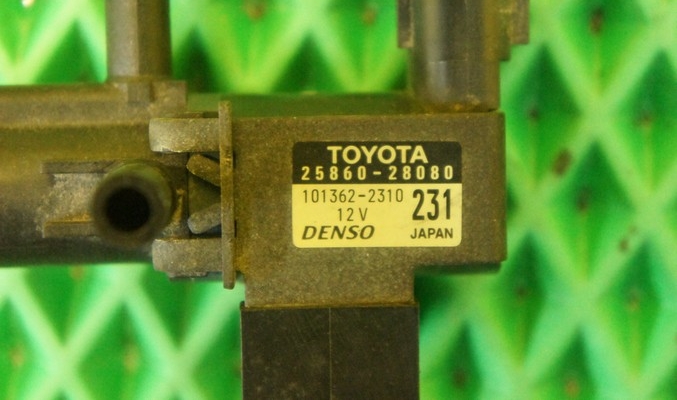 TOYOTA
25860-28080
101362-2310
12V
231
DENSO JAPAN